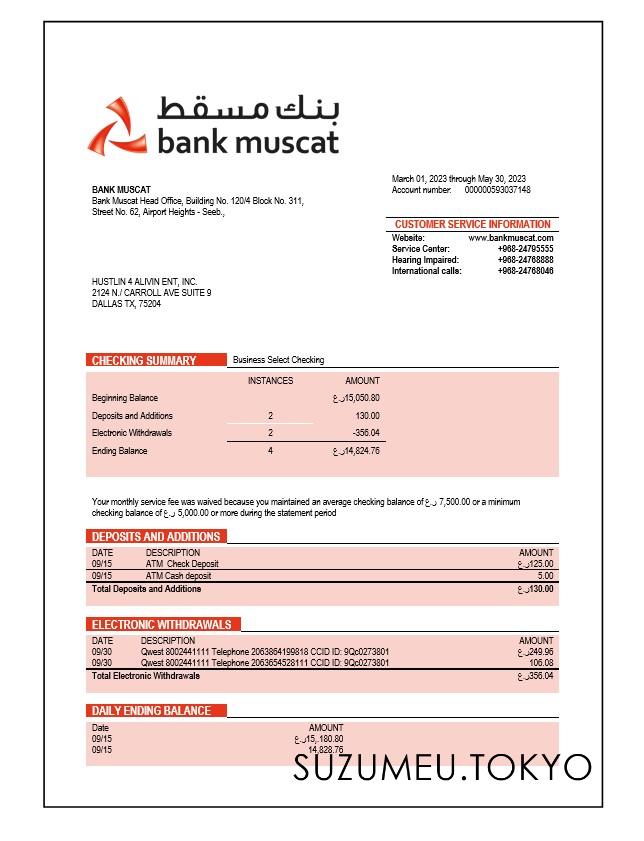 بنك مسقط
bank muscat
March 01, 2023 through May 30, 2023
Account number: 000000593037148
BANK MUSCAT
Bank Muscat Head Office, Building No. 120/4 Block No. 311,
Street No. 62, Airport Heights - Seeb.,
CUSTOMER SERVICE INFORMATION
Website: www.bankmuscat.com
Service Center: +968-24795555
Hearing Impaired: +968-24768888
International calls: +968-24768046
HUSTLIN 4 ALIVIN ENT, INC.
2124 N./ CARROLL AVE SUITE 9
DALLAS TX, 75204
CHECKING SUMMARY Business Select Checking
INSTANCES AMOUNT
Beginning Balance ر.ع15,050.80
Deposits and Additions 2 130.00
Electronic Withdrawals 2 -356.04
Ending Balance 4 ر.ع14,824.76
Your monthly service fee was waived because you maintained an average checking balance of ر.ع 7,500.00 or a minimum
checking balance of ر.ع 5,000.00 or more during the statement period
DEPOSITS AND ADDITIONS
DATE DESCRIPTION AMOUNT
09/15 ATM Check Deposit ر.ع125.00
09/15 ATM Cash deposit 5.00
Total Deposits and Additions ر.ع130.00
ELECTRONIC WITHDRAWALS
DATE DESCRIPTION AMOUNT
09/30 Qwest 8002441111 Telephone 2063864199818 CCID ID: 9Qc0273801 ر.ع249.96
09/30 Qwest 8002441111 Telephone 2063654528111 CCID ID: 9Qc0273801 106.08
Total Electronic Withdrawals ر.ع356.04
DAILY ENDING BALANCE
Date AMOUNT
09/15 ر.ع15,.180.80
09/15 14,828.76
SUZUMEU.TOKYO